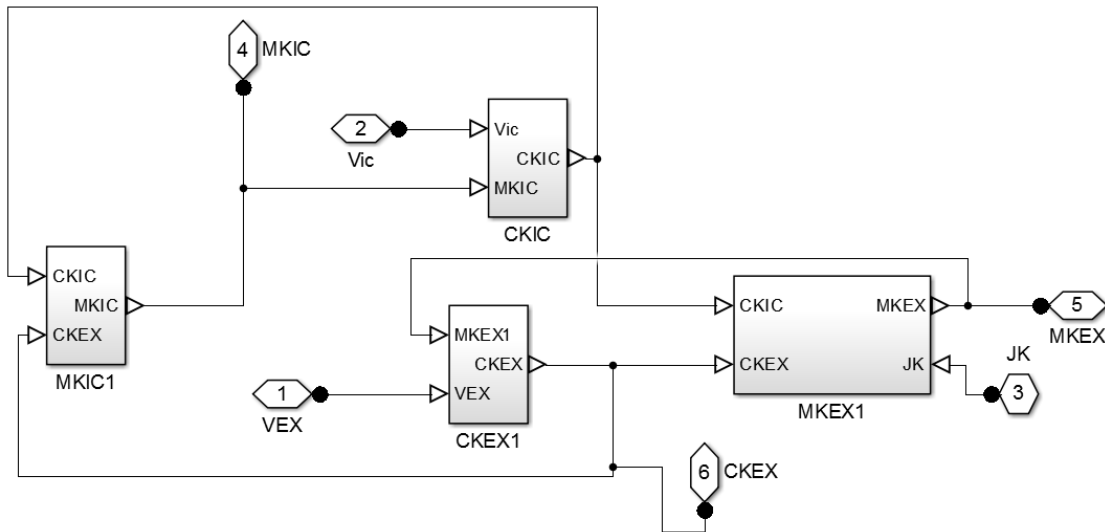 4
MKIC
2
Vic
Vic
CKIC
MKIC
CKIC
CKIC
MKIC
CKEX
MKIC1
MKEX1
CKEX
VEX
CKEX1
1
VEX
CKIC
MKEX
CKEX
JK
MKEX1
5
MKEX
JK
3
6
CKEX